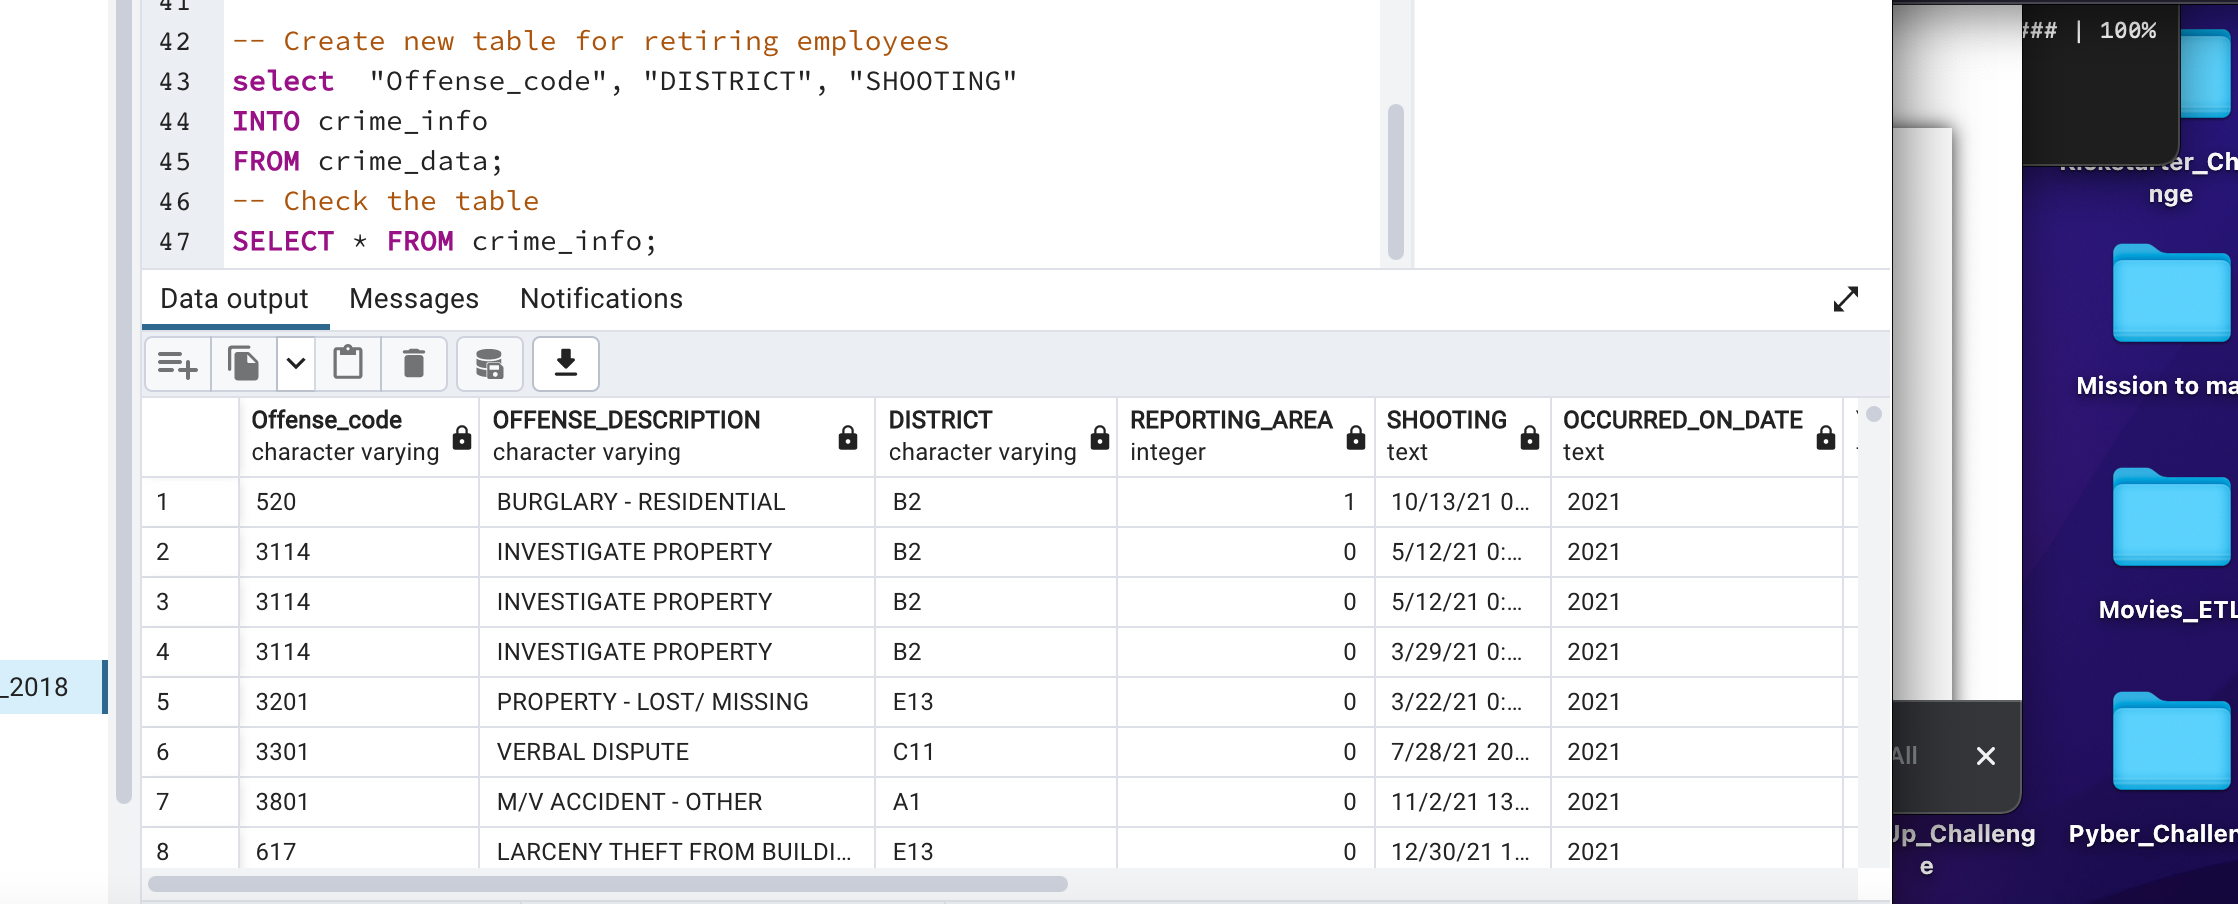 41
42 -- Create new table for retiring employees
43 select "Offense_code", "DISTRICT", "SHOOTING"
44 INTO crime_info
45 FROM crime_data;
46 -- Check the table
47 SELECT * FROM crime_info;
Data output Messages Notifications
Offense_code OFFENSE_DESCRIPTION DISTRICT REPORTING_AREA SHOOTING OCCURRED_ON_DATE
character varying character varying character varying integer text text
1 520 BURGLARY - RESIDENTIAL B2 1 10/13/21 0... 2021
2 3114 INVESTIGATE PROPERTY B2 0 5/12/21 0:... 2021
3 3114 INVESTIGATE PROPERTY B2 0 5/12/21 0:... 2021
4 3114 INVESTIGATE PROPERTY B2 0 3/29/21 0:... 2021
5 3201 PROPERTY - LOST/ MISSING E13 0 3/22/21 0:... 2021
6 3301 VERBAL DISPUTE C11 0 7/28/21 20... 2021
7 3801 M/V ACCIDENT - OTHER A1 0 11/2/21 13... 2021
8 617 LARCENY THEFT FROM BUILDI... E13 0 12/30/21 1... 2021
_2018
### | 100%
Kickstarter_Ch
nge
Mission to ma
Movies_ETL
All
Up_Challeng
e
Pyber_Challen